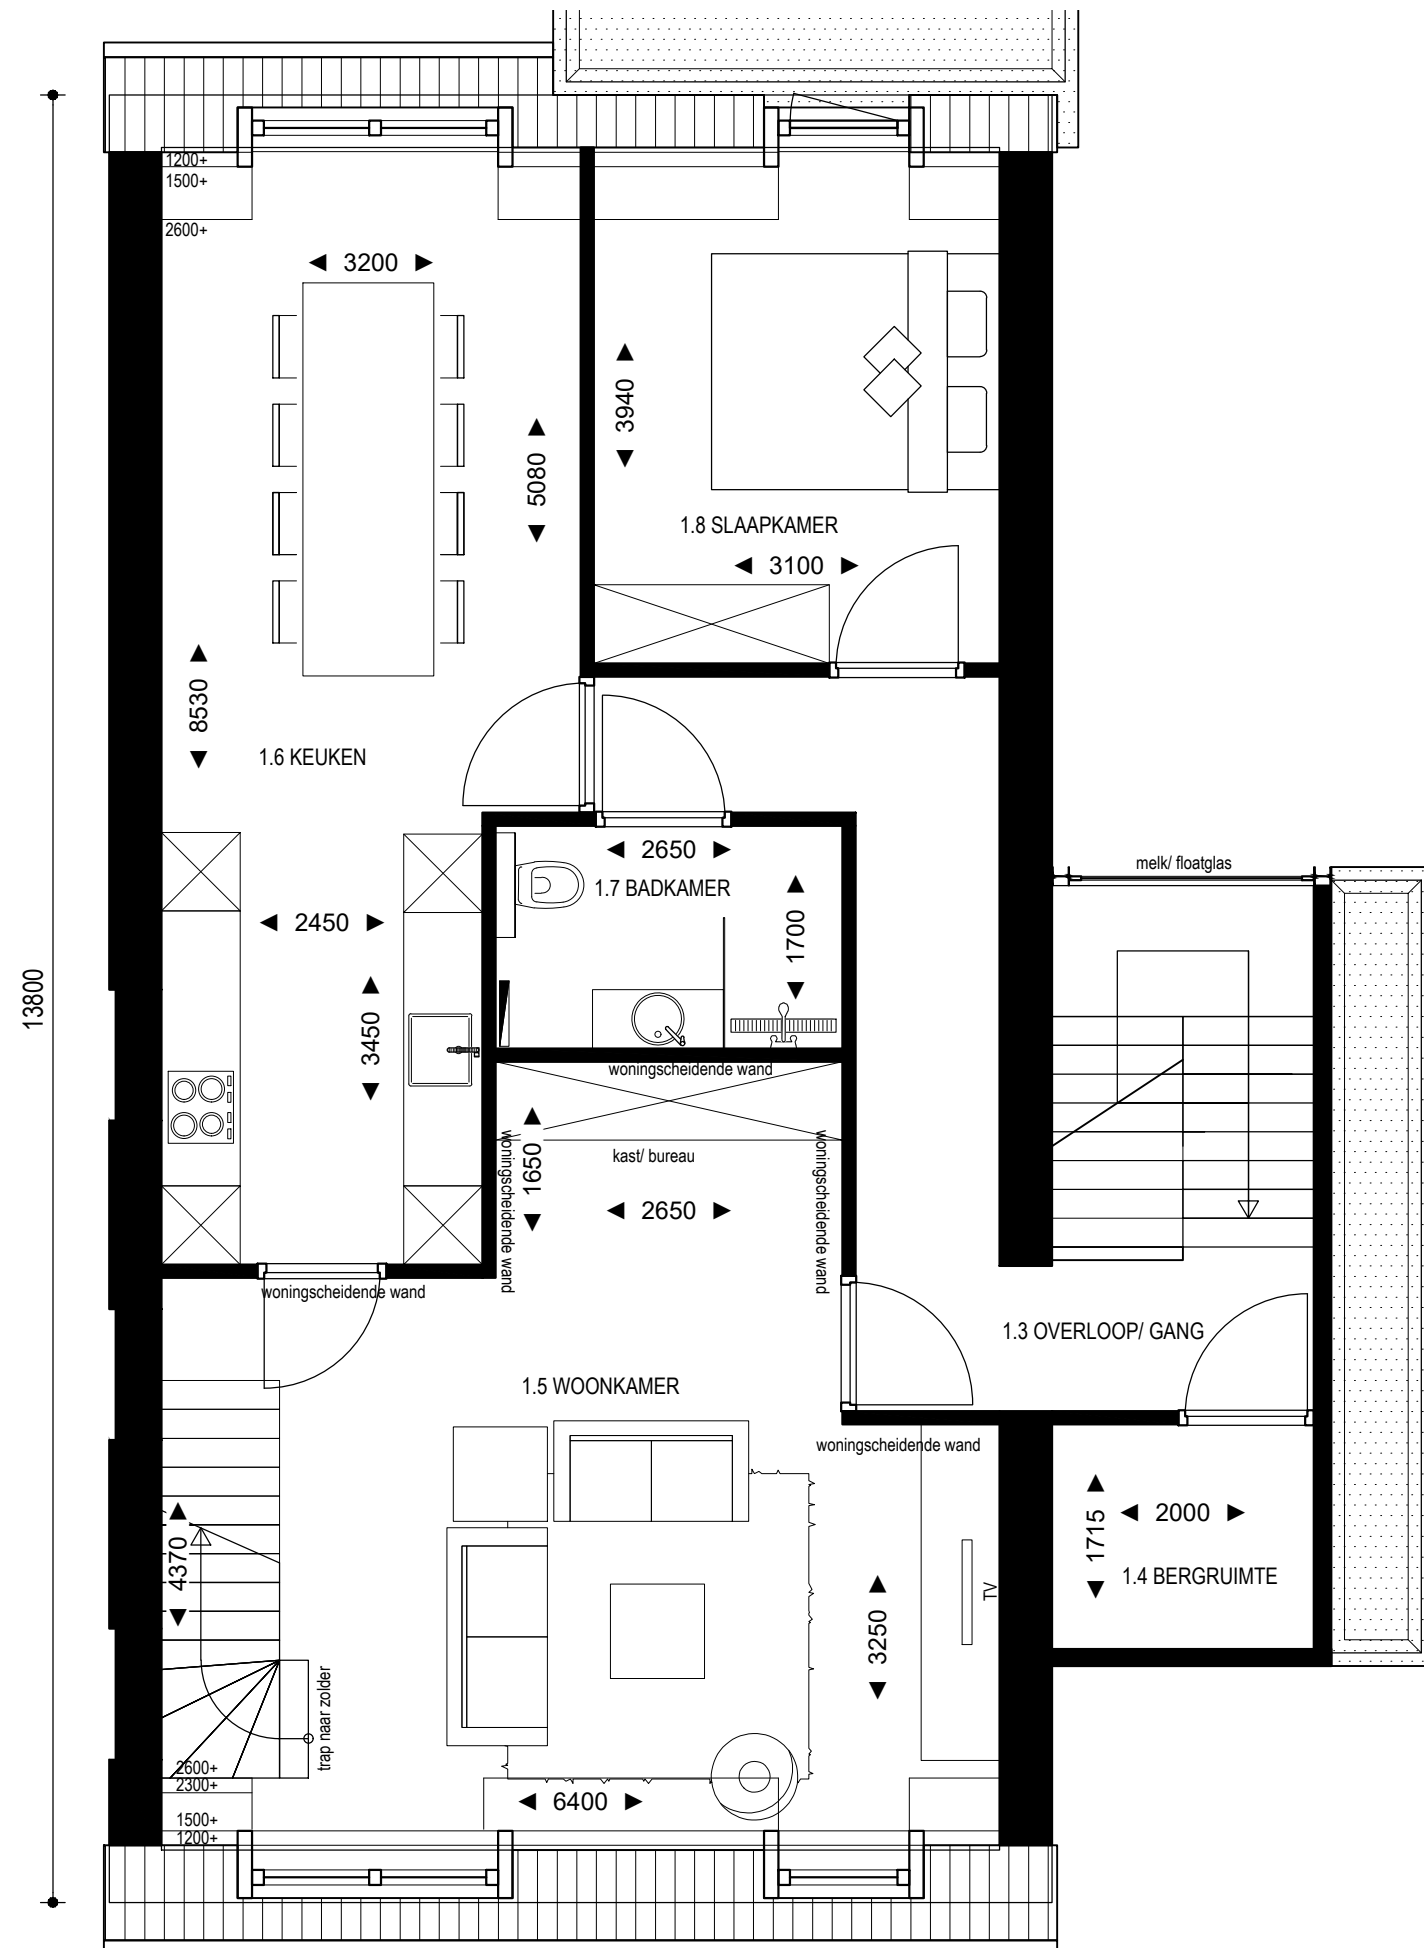 1200+
1500+
2600+
3200
3940
5080
1.8 SLAAPKAMER
3100
8530
1.6 KEUKEN
2650
melk/ floatglas
1.7 BADKAMER
2450
1700
13800
3450
woningscheidende wand
1650
woningscheidende wand
kast/ bureau
woningscheidende wand
2650
woningscheidende wand
1.3 OVERLOOP/ GANG
1.5 WOONKAMER
woningscheidende wand
4370
1715
2000
1.4 BERGRUIMTE
TV
3250
trap naar zolder
2600+
2300+
6400
1500+
1200+